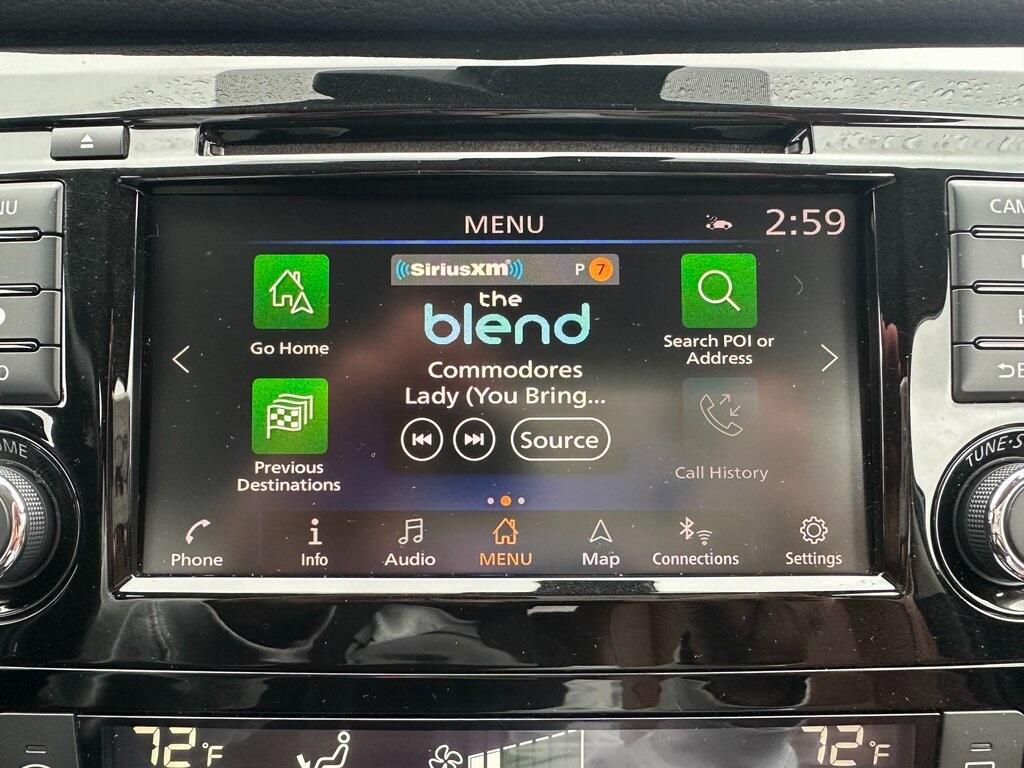 MENU
2:59
SiriusXM
P 7
the
blend
Commodores
Lady (You Bring...
Source
Go Home
Previous
Destinations
Search POI or
Address
Call History
Phone
Info
Audio
MENU
Map
Connections
Settings
TUNE·S
CAM
72°F
72°F